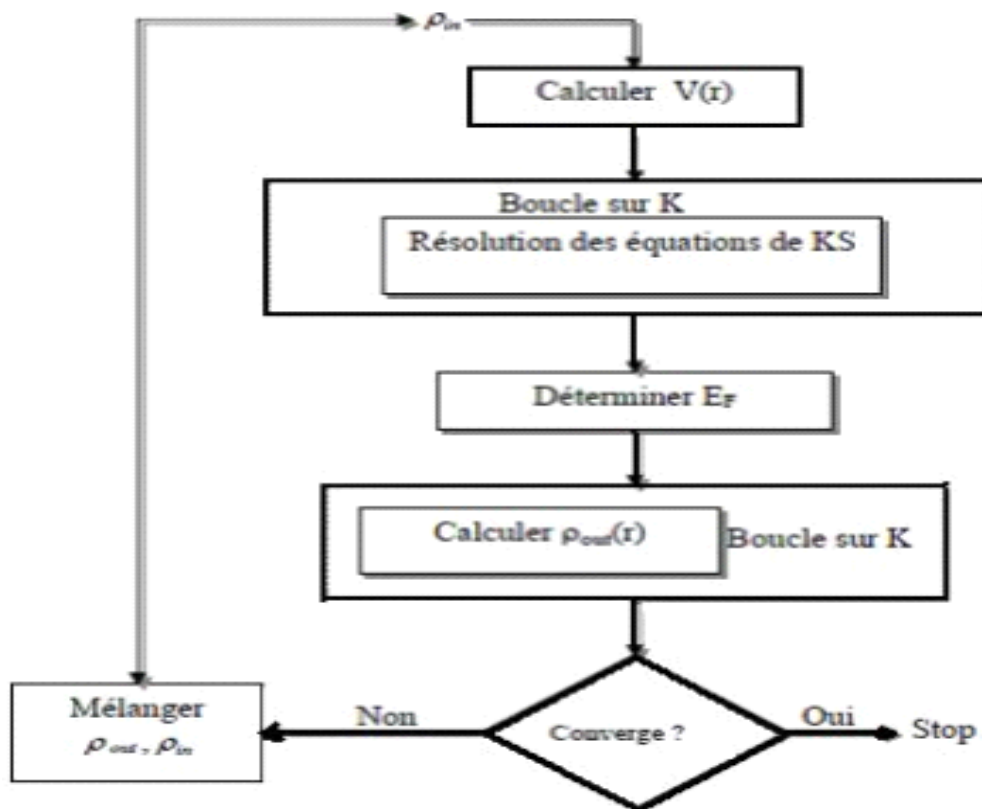 ρin
Calculer V(r)
Boucle sur K
Résolution des équations de KS
Déterminer EF
Calculer ρout(r)
Boucle sur K
Converge ?
Non
Oui
Stop
Mélanger
ρout , ρin